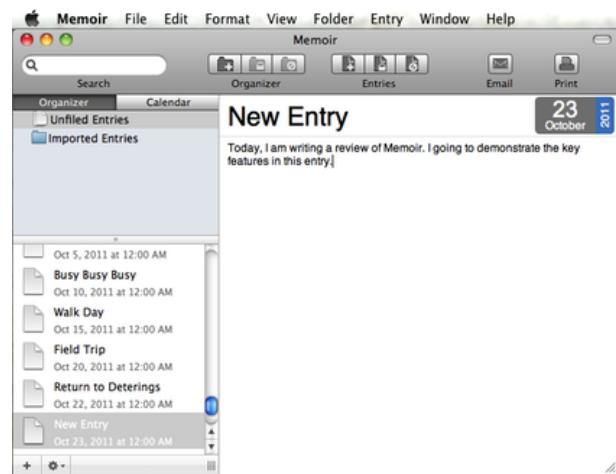 Memoir File Edit Format View Folder Entry Window Help
Memoir
Search Organizer Entries Email Print
Organizer Calendar
Unfiled Entries
Imported Entries
Oct 5, 2011 at 12:00 AM
Busy Busy Busy
Oct 10, 2011 at 12:00 AM
Walk Day
Oct 15, 2011 at 12:00 AM
Field Trip
Oct 20, 2011 at 12:00 AM
Return to Deterings
Oct 22, 2011 at 12:00 AM
New Entry
Oct 23, 2011 at 12:00 AM
New Entry
23
October
2011
Today, I am writing a review of Memoir. I going to demonstrate the key
features in this entry.